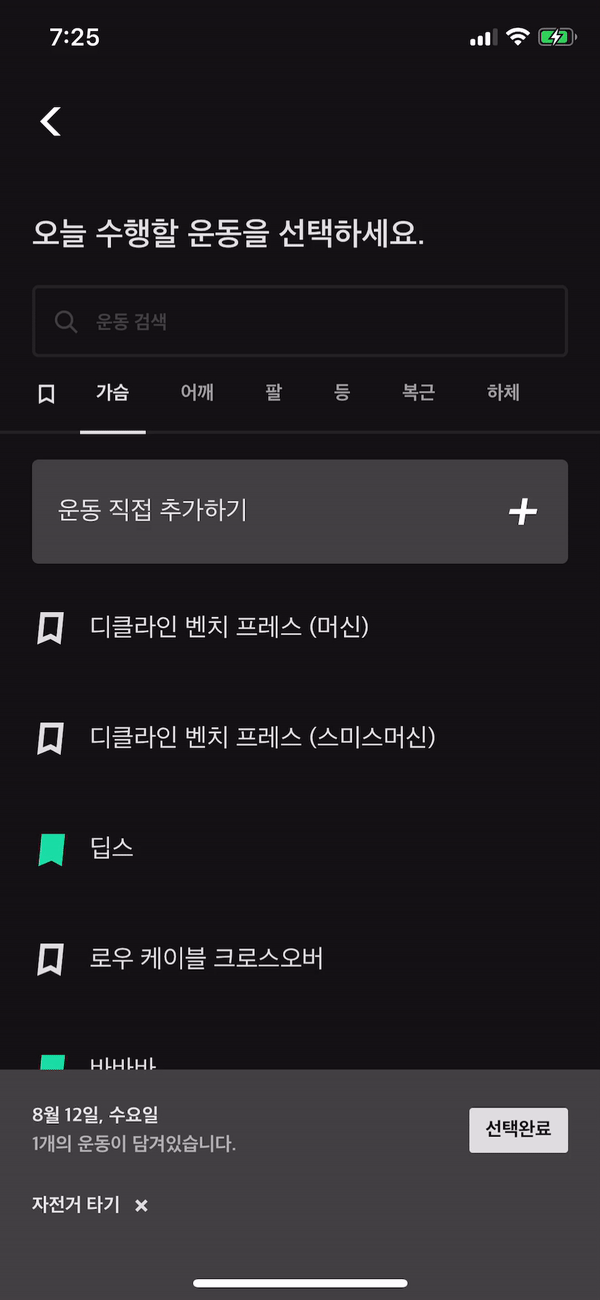 7:25
오늘 수행할 운동을 선택하세요.
운동 검색
가슴 어깨 팔 등 복근 하체
운동 직접 추가하기
디클라인 벤치 프레스 (머신)
디클라인 벤치 프레스 (스미스머신)
딥스
로우 케이블 크로스오버
바바바
8월 12일, 수요일
선택완료
1개의 운동이 담겨있습니다.
자전거 타기 ×